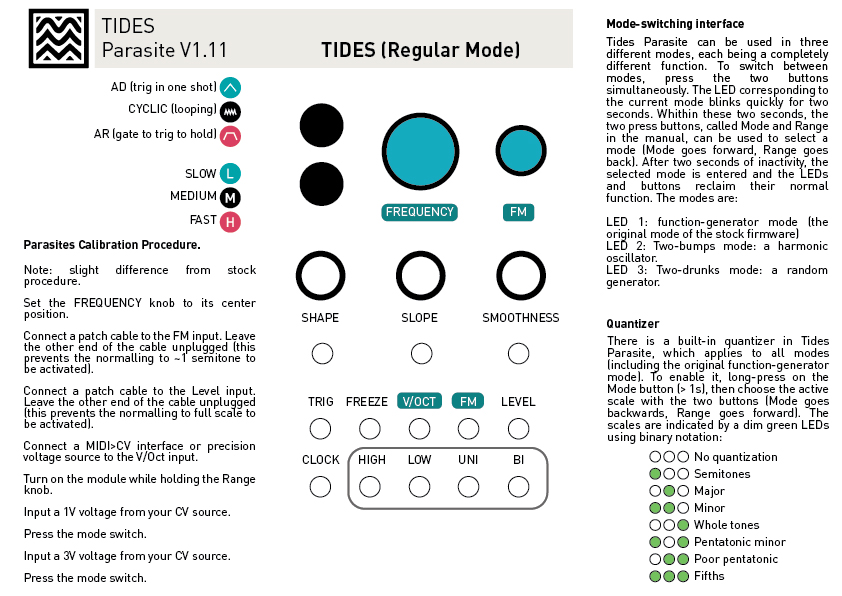 TIDES
Parasite V1.11
TIDES (Regular Mode)
AD (trig in one shot)
CYCLIC (looping)
AR (gate to trig to hold)
SLOW L
MEDIUM M
FAST H
Parasites Calibration Procedure.
Note: slight difference from stock
procedure.
Set the FREQUENCY knob to its center
position.
Connect a patch cable to the FM input. Leave
the other end of the cable unplugged (this
prevents the normalling to ~1 semitone to
be activated).
Connect a patch cable to the Level input.
Leave the other end of the cable unplugged
(this prevents the normalling to full scale to
be activated).
Connect a MIDI>CV interface or precision
voltage source to the V/Oct input.
Turn on the module while holding the Range
knob.
Input a 1V voltage from your CV source.
Press the mode switch.
Input a 3V voltage from your CV source.
Press the mode switch.
FREQUENCY
FM
SHAPE
SLOPE
SMOOTHNESS
TRIG
FREEZE
V/OCT
FM
LEVEL
CLOCK
HIGH
LOW
UNI
BI
Mode-switching interface
Tides Parasite can be used in three
different modes, each being a completely
different function. To switch between
modes, press the two buttons
simultaneously. The LED corresponding to
the current mode blinks quickly for two
seconds. Whithin these two seconds, the
two press buttons, called Mode and Range
in the manual, can be used to select a
mode (Mode goes forward, Range goes
back). After two seconds of inactivity, the
selected mode is entered and the LEDs
and buttons reclaim their normal
function. The modes are:
LED 1: function-generator mode (the
original mode of the stock firmware)
LED 2: Two-bumps mode: a harmonic
oscillator.
LED 3: Two-drunks mode: a random
generator.
Quantizer
There is a built-in quantizer in Tides
Parasite, which applies to all modes
(including the original function-generator
mode). To enable it, long-press on the
Mode button (> 1s), then choose the active
scale with the two buttons (Mode goes
backwards, Range goes forward). The
scales are indicated by a dim green LEDs
using binary notation:
No quantization
Semitones
Major
Minor
Whole tones
Pentatonic minor
Poor pentatonic
Fifths